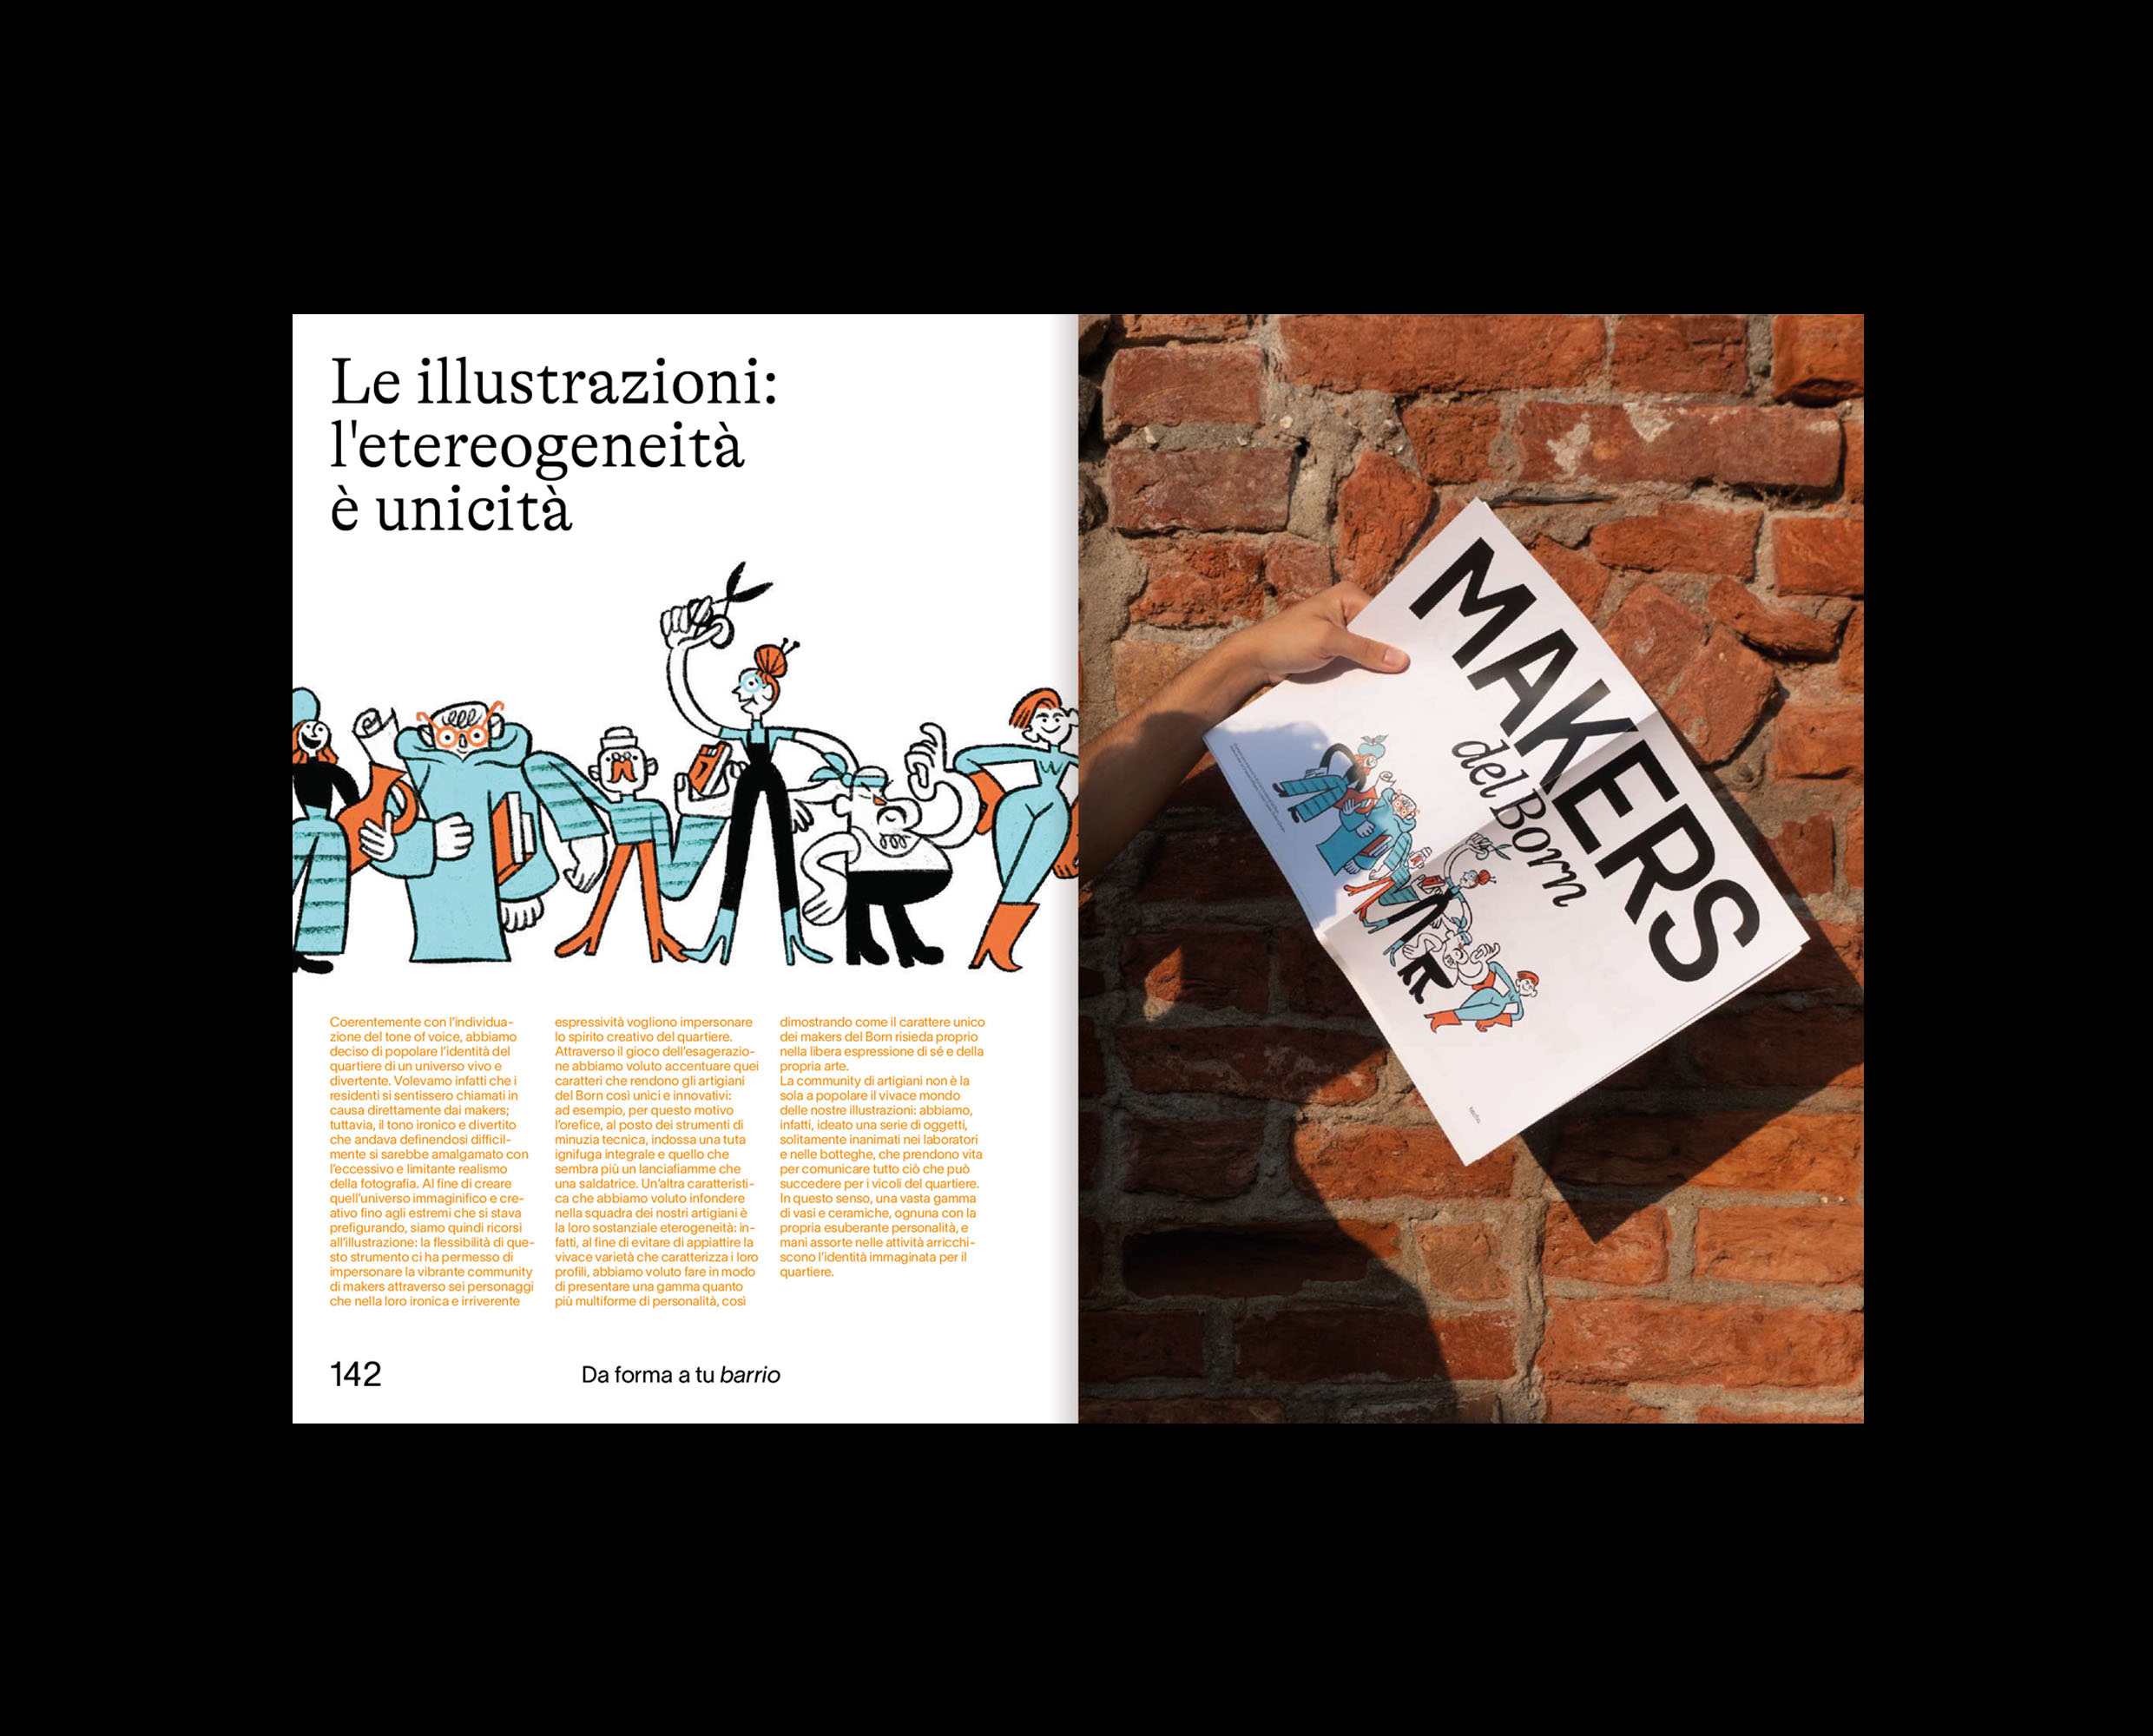 Le illustrazioni:
l'etereogeneità
è unicità
Coerentemente con l'individua-
zione del tone of voice, abbiamo
deciso di popolare l'identità del
quartiere di un universo vivo e
divertente. Volevamo infatti che i
residenti si sentissero chiamati in
causa direttamente dai makers;
tuttavia, il tono ironico e divertito
che andava definendosi difficil-
mente si sarebbe amalgamato con
l'eccessivo e limitante realismo
della fotografia. Al fine di creare
quell'universo immaginifico e cre-
ativo fino agli estremi che si stava
prefigurando, siamo quindi ricorsi
all'illustrazione: la flessibilità di que-
sto strumento ci ha permesso di
impersonare la vibrante community
di makers attraverso sei personaggi
che nella loro ironica e irriverente
espressività vogliono impersonare
lo spirito creativo del quartiere.
Attraverso il gioco dell'esagerazio-
ne abbiamo voluto accentuare quei
caratteri che rendono gli artigiani
del Born così unici e innovativi:
ad esempio, per questo motivo
l'orefice, al posto dei strumenti di
minuzia tecnica, indossa una tuta
ignifuga integrale e quello che
sembra più un lanciafiamme che
una saldatrice. Un'altra caratteristi-
ca che abbiamo voluto infondere
nella squadra dei nostri artigiani è
la loro sostanziale eterogeneità: in-
fatti, al fine di evitare di appiattire la
vivace varietà che caratterizza i loro
profili, abbiamo voluto fare in modo
di presentare una gamma quanto
più multiforme di personalità, così
dimostrando come il carattere unico
dei makers del Born risieda proprio
nella libera espressione di sé e della
propria arte.
La community di artigiani non è la
sola a popolare il vivace mondo
delle nostre illustrazioni: abbiamo,
infatti, ideato una serie di oggetti,
solitamente inanimati nei laboratori
e nelle botteghe, che prendono vita
per comunicare tutto ciò che può
succedere per i vicoli del quartiere.
In questo senso, una vasta gamma
di vasi e ceramiche, ognuna con la
propria esuberante personalità, e
mani assorte nelle attività arricchi-
scono l'identità immaginata per il
quartiere.
142
Da forma a tu barrio
MAKERS
del Born